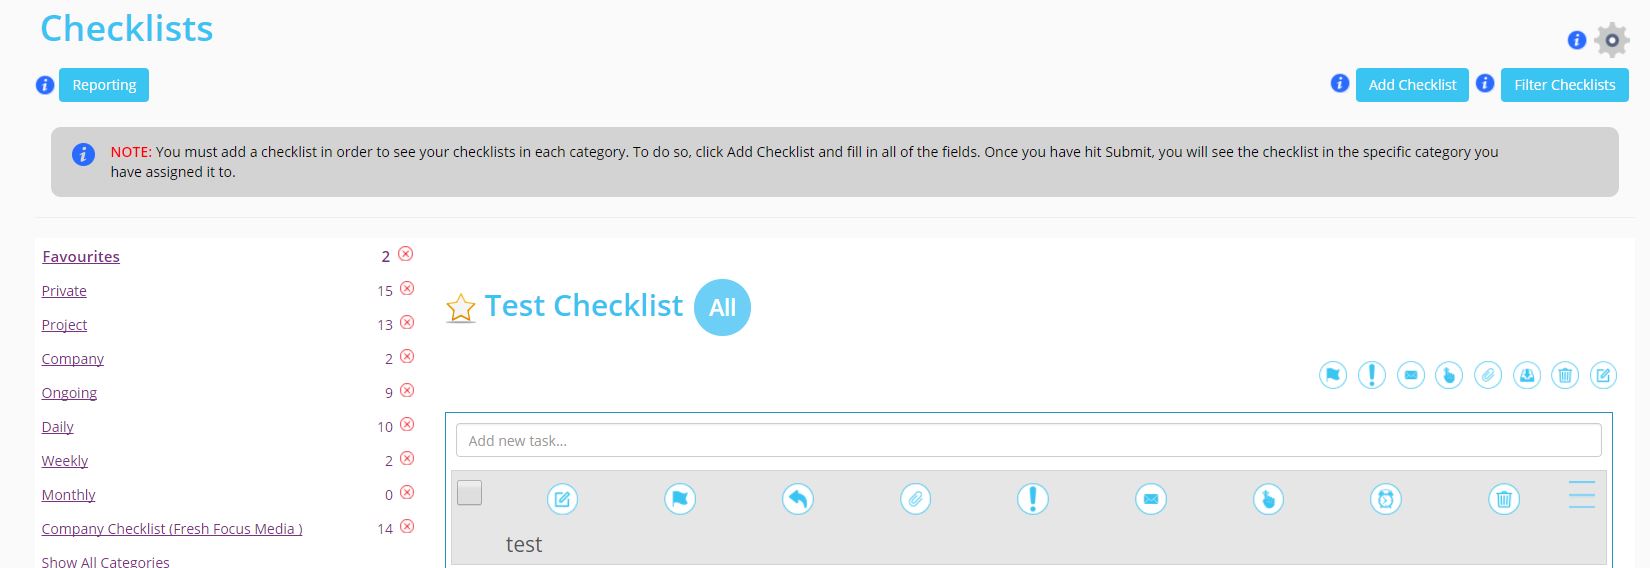 Checklists
Reporting
Add Checklist
Filter Checklists
NOTE: You must add a checklist in order to see your checklists in each category. To do so, click Add Checklist and fill in all of the fields. Once you have hit Submit, you will see the checklist in the specific category you
have assigned it to.
Favourites 2
Private 15
Project 13
Company 2
Ongoing 9
Daily 10
Weekly 2
Monthly 0
Company Checklist (Fresh Focus Media ) 14
Show All Categories
Test Checklist All
Add new task...
test